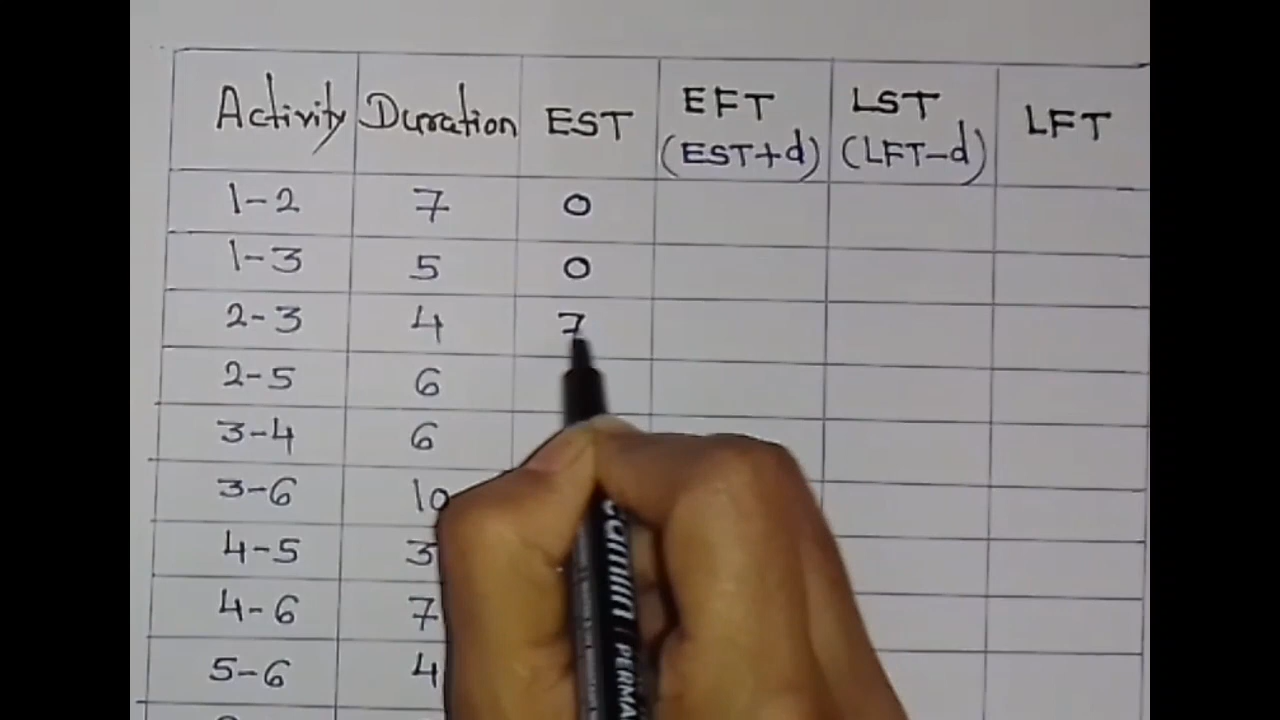 Activity Duration EST EFT (EST+d) LST (LFT-d) LFT
1-2 7 0
1-3 5 0
2-3 4 7
2-5 6
3-4 6
3-6 10
4-5 3
4-6 7
5-6 4
camlin / PERMA